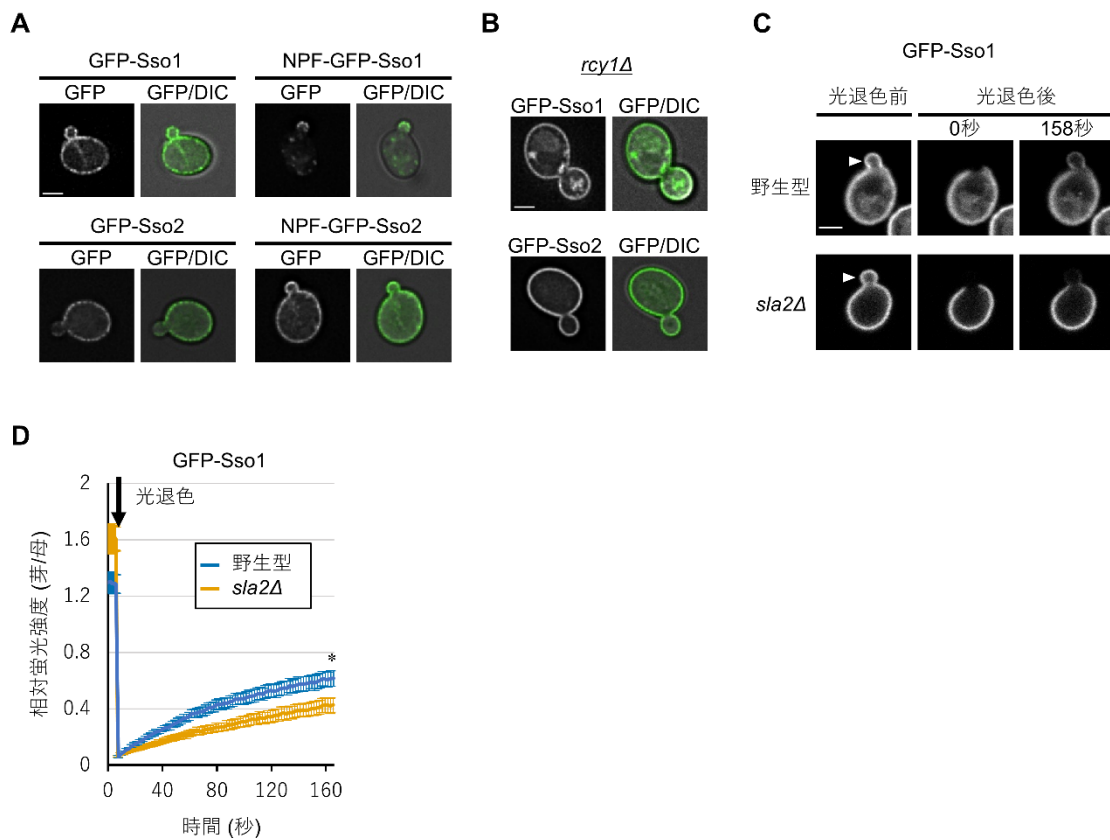 A
GFP-Sso1
NPF-GFP-Sso1
GFP
GFP/DIC
GFP
GFP/DIC
GFP-Sso2
NPF-GFP-Sso2
GFP
GFP/DIC
GFP
GFP/DIC
B
rcy1Δ
GFP-Sso1
GFP/DIC
GFP-Sso2
GFP/DIC
C
GFP-Sso1
光退色前
光退色後
0秒
158秒
野生型
sla2Δ
D
GFP-Sso1
光退色
野生型
sla2Δ
*
相対蛍光強度 (芽/母)
2
1.6
1.2
0.8
0.4
0
0
40
80
120
160
時間 (秒)